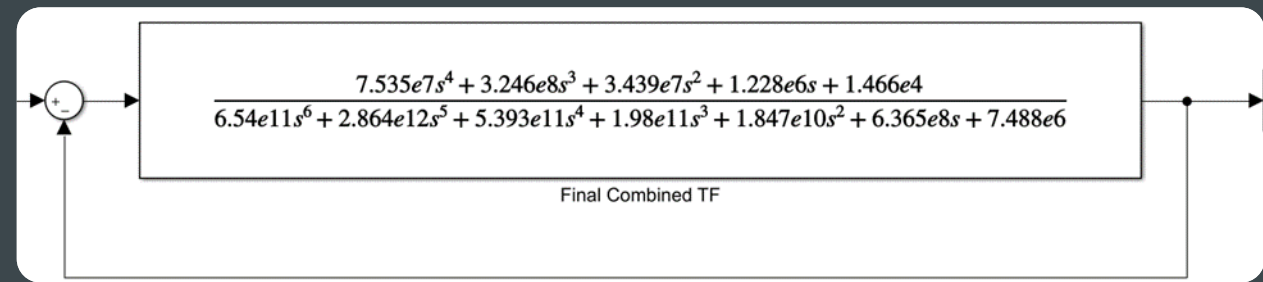 7.535e7s⁴ + 3.246e8s³ + 3.439e7s² + 1.228e6s + 1.466e4
+
−
6.54e11s⁶ + 2.864e12s⁵ + 5.393e11s⁴ + 1.98e11s³ + 1.847e10s² + 6.365e8s + 7.488e6
Final Combined TF